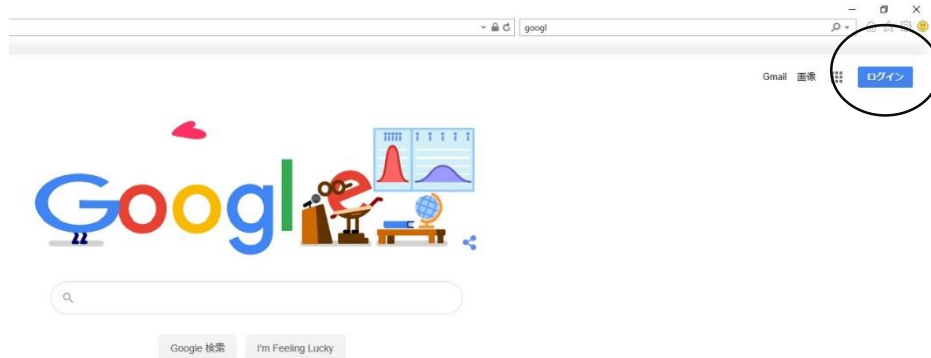 googl
Gmail 画像 ログイン
Google
Google 検索 I'm Feeling Lucky